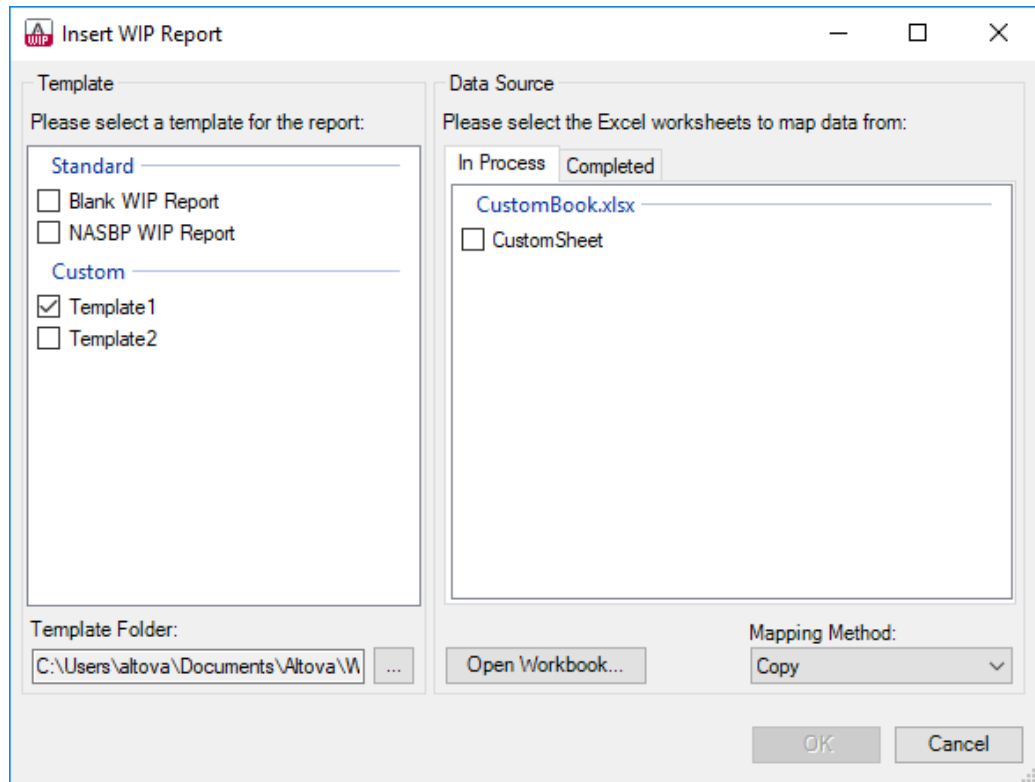 Insert WIP Report
Template
Please select a template for the report:
Standard
Blank WIP Report
NASBP WIP Report
Custom
Template1
Template2
Template Folder:
C:\Users\altova\Documents\Altova\W
...
Data Source
Please select the Excel worksheets to map data from:
In Process
Completed
CustomBook.xlsx
CustomSheet
Open Workbook...
Mapping Method:
Copy
OK
Cancel